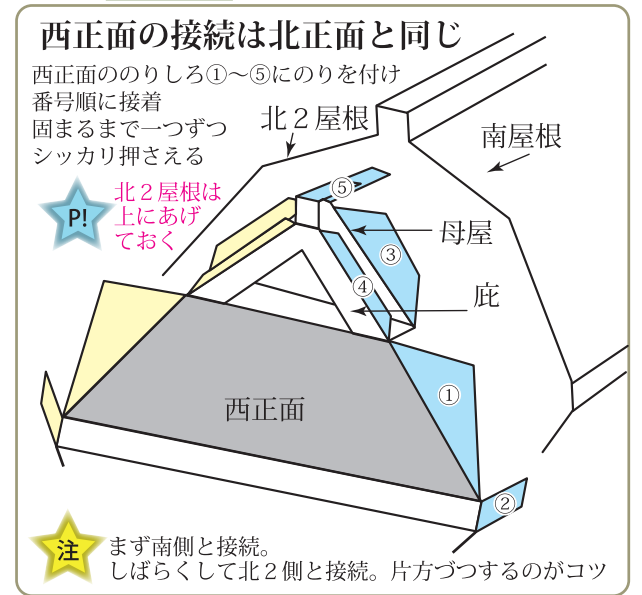 西正面の接続は北正面と同じ
西正面ののりしろ①～⑤にのりを付け
番号順に接着
固まるまで一つずつ
シッカリ押さえる
北２屋根
南屋根
P!
北２屋根は
上にあげ
ておく
⑤
母屋
③
④
庇
①
西正面
②
注
まず南側と接続。
しばらくして北２側と接続。片方づつするのがコツ